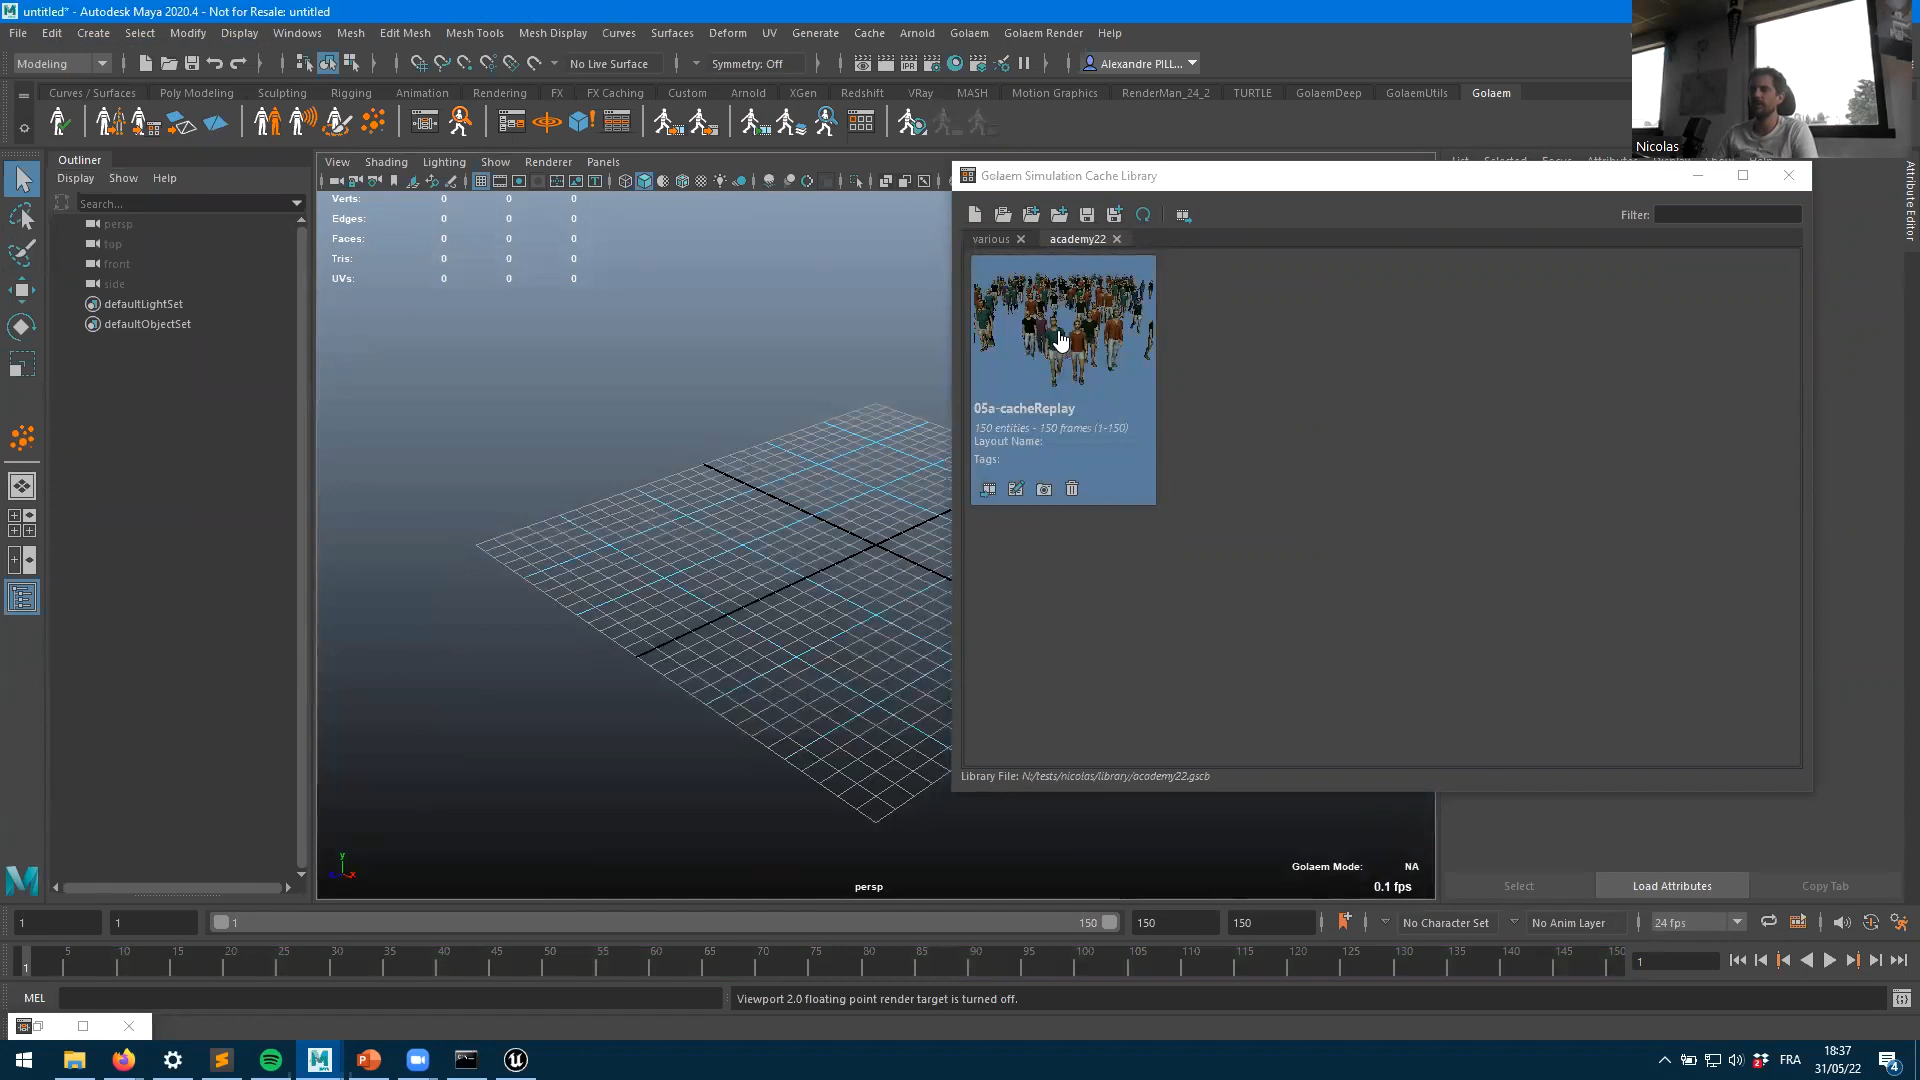 untitled* - Autodesk Maya 2020.4 - Not for Resale: untitled
File Edit Create Select Modify Display Windows Mesh Edit Mesh Mesh Tools Mesh Display Curves Surfaces Deform UV Generate Cache Arnold Golaem Golaem Render Help
Modeling No Live Surface Symmetry: Off Alexandre PILL...
Curves / Surfaces Poly Modeling Sculpting Rigging Animation Rendering FX FX Caching Custom Arnold XGen Redshift VRay MASH Motion Graphics RenderMan_24_2 TURTLE GolaemDeep GolaemUtils Golaem
IPR
Nicolas
Outliner
Display Show Help
Search...
persp
top
front
side
defaultLightSet
defaultObjectSet
View Shading Lighting Show Renderer Panels
Verts: 0 0 0
Edges: 0 0 0
Faces: 0 0 0
Tris: 0 0 0
UVs: 0 0 0
Golaem Simulation Cache Library
Filter:
various academy22
05a-cacheReplay
150 entities - 150 frames (1-150)
Layout Name:
Tags:
Library File: N:/tests/nicolas/library/academy22.gscb
Attribute Editor
y
x
persp
Golaem Mode: NA
0.1 fps
Select Load Attributes Copy Tab
1 1 1 150 150 150 No Character Set No Anim Layer 24 fps
5 10 15 20 25 30 35 40 45 50 55 60 65 70 75 80 85 90 95 100 105 110 115 120 125 130 135 140 145 150
1 1
MEL Viewport 2.0 floating point render target is turned off.
FRA 18:37
31/05/22
4